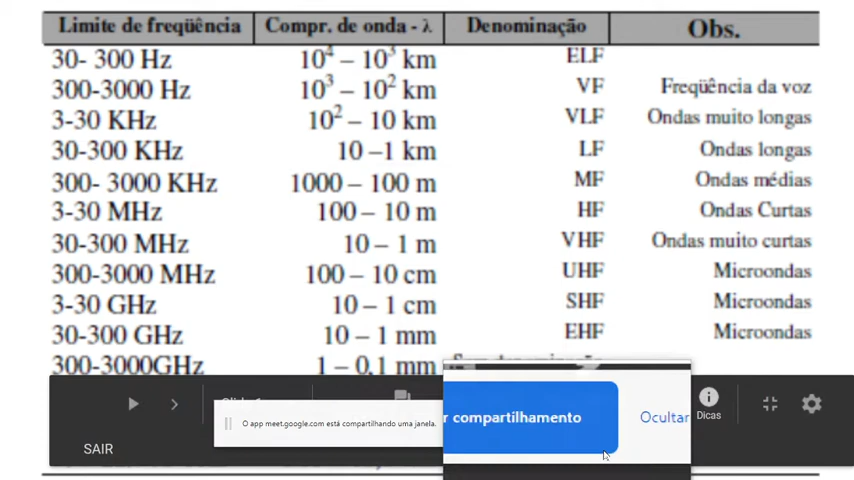 Limite de freqüência Compr. de onda - λ Denominação Obs.
30- 300 Hz 10⁴ – 10³ km ELF
300-3000 Hz 10³ – 10² km VF Freqüência da voz
3-30 KHz 10² – 10 km VLF Ondas muito longas
30-300 KHz 10 –1 km LF Ondas longas
300- 3000 KHz 1000 – 100 m MF Ondas médias
3-30 MHz 100 – 10 m HF Ondas Curtas
30-300 MHz 10 – 1 m VHF Ondas muito curtas
300-3000 MHz 100 – 10 cm UHF Microondas
3-30 GHz 10 – 1 cm SHF Microondas
30-300 GHz 10 – 1 mm EHF Microondas
300-3000GHz 1 – 0,1 mm
O app meet.google.com está compartilhando uma janela.
r compartilhamento
Ocultar
Dicas
SAIR